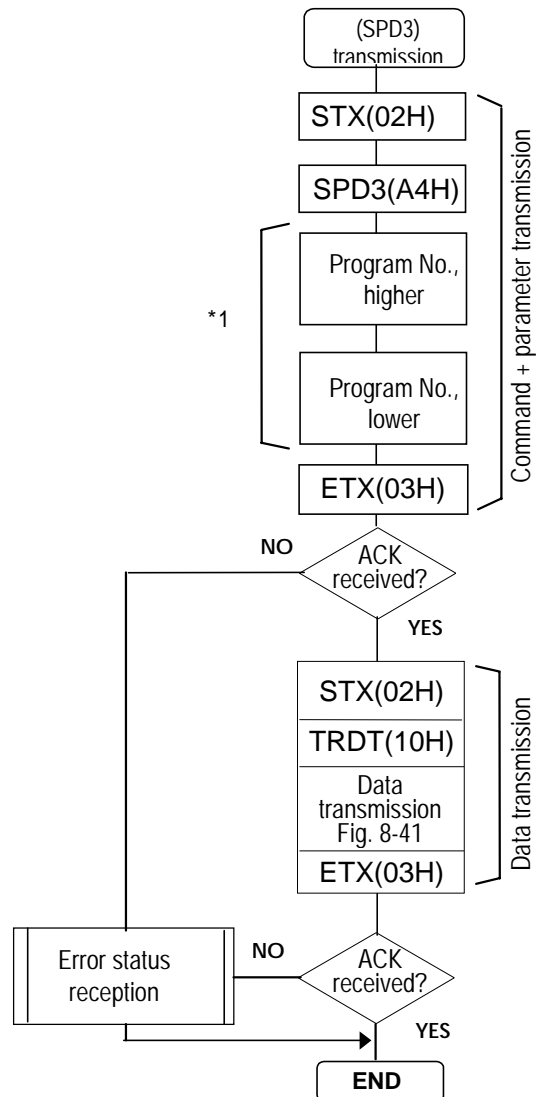 (SPD3)
transmission
STX(02H)
SPD3(A4H)
Program No.,
higher
*1
Program No.,
lower
ETX(03H)
Command + parameter transmission
NO
ACK
received?
YES
STX(02H)
TRDT(10H)
Data
transmission
Fig. 8-41
ETX(03H)
Data transmission
Error status
reception
NO
ACK
received?
YES
END